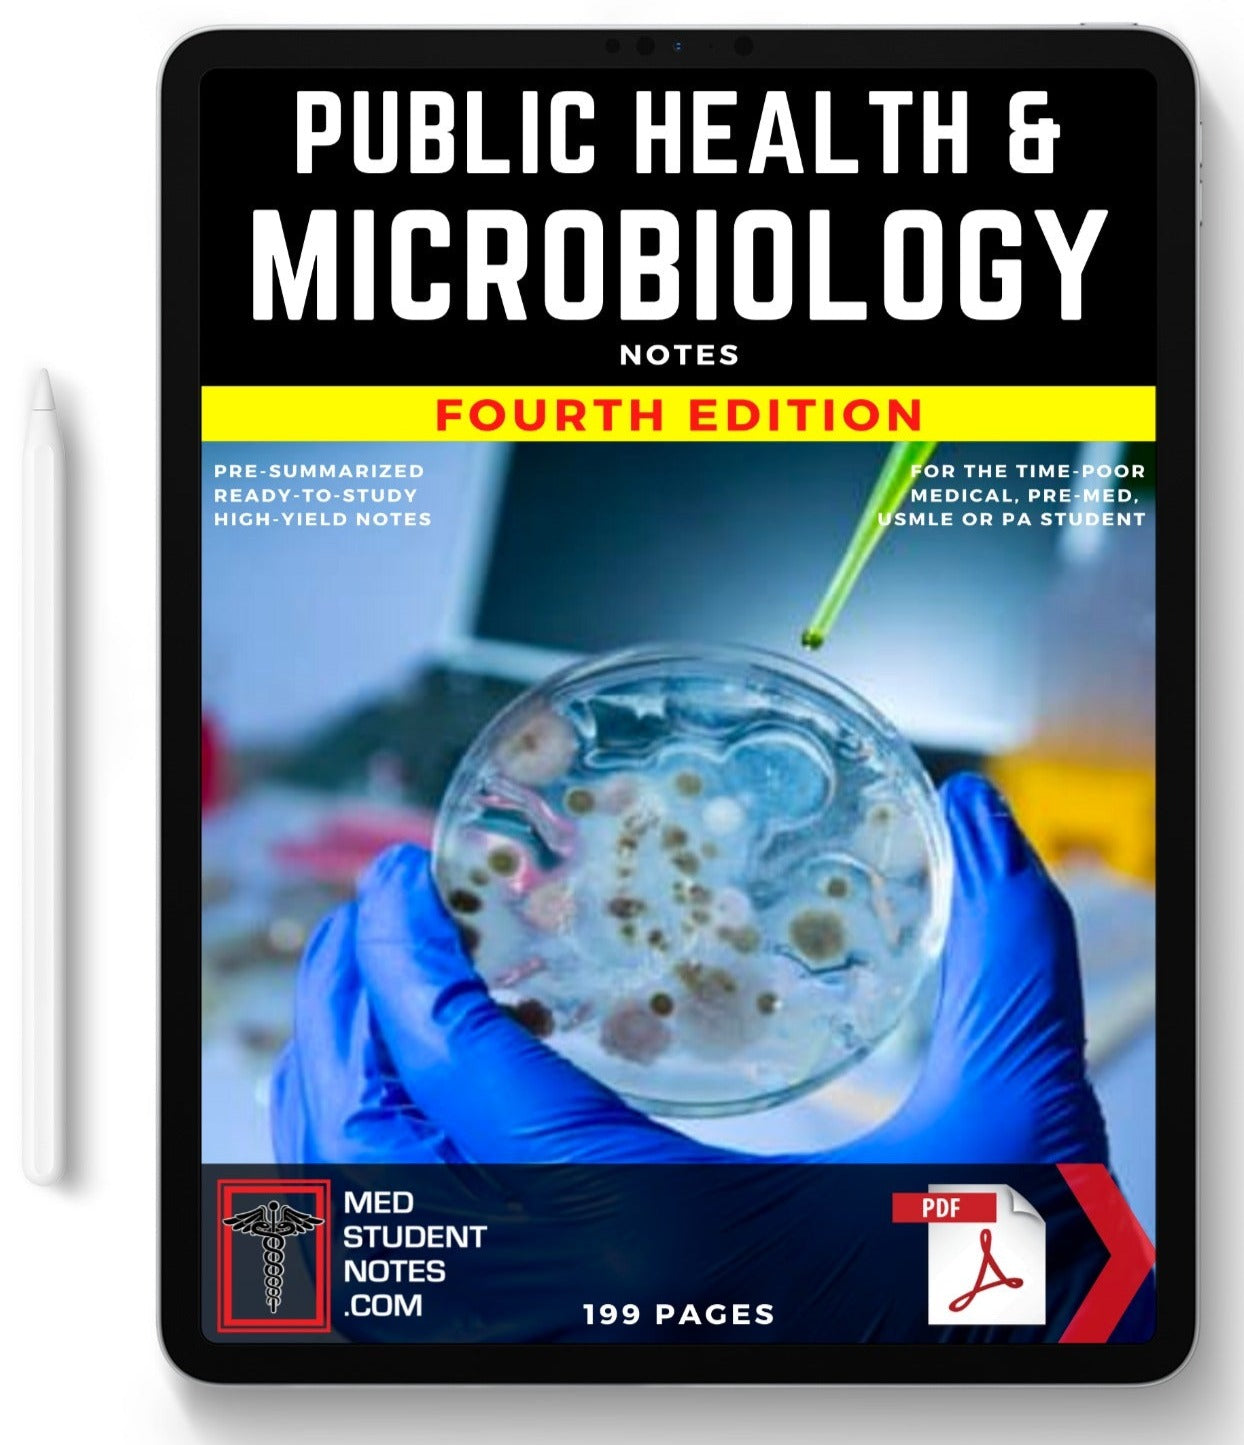 PUBLIC HEALTH &
MICROBIOLOGY
NOTES
FOURTH EDITION
PRE-SUMMARIZED
READY-TO-STUDY
HIGH-YIELD NOTES
FOR THE TIME-POOR
MEDICAL, PRE-MED,
USMLE OR PA STUDENT
MED
STUDENT
NOTES
.COM
199 PAGES
PDF